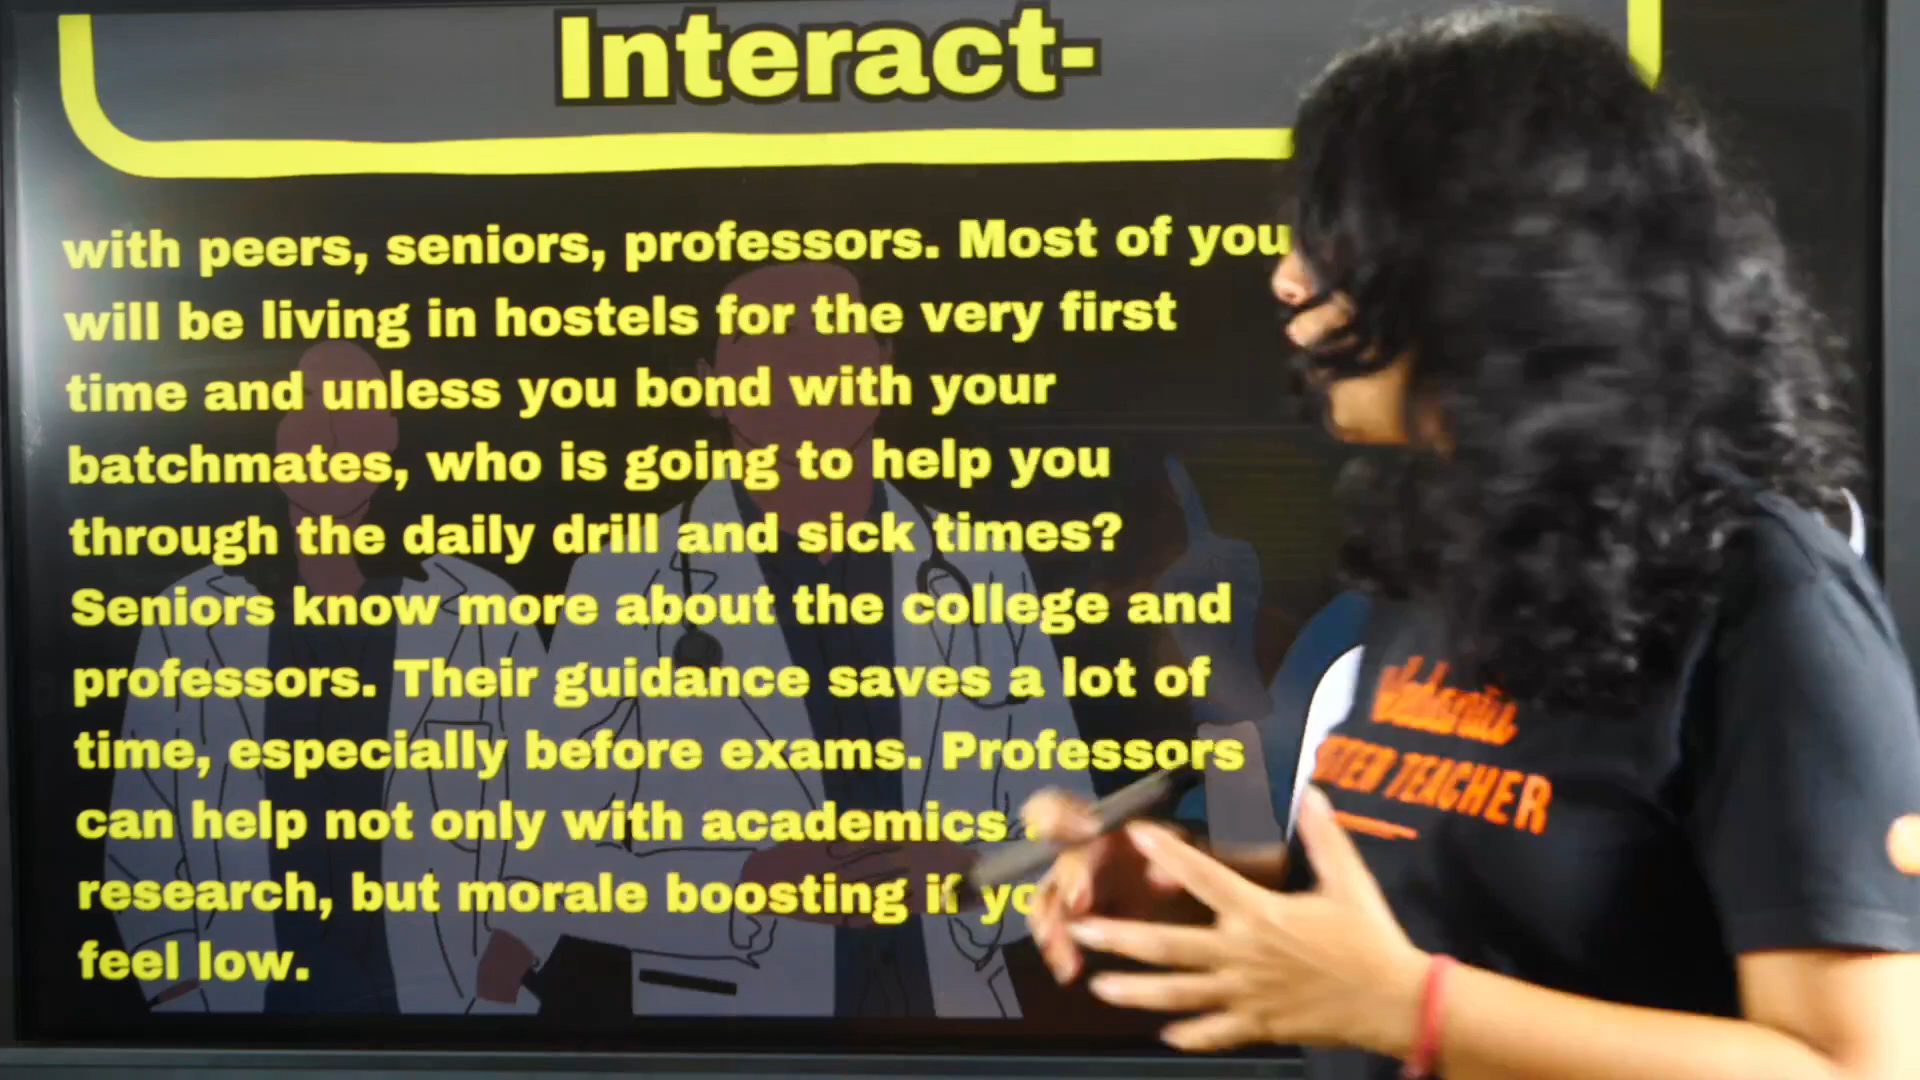 Interact-
with peers, seniors, professors. Most of you
will be living in hostels for the very first
time and unless you bond with your
batchmates, who is going to help you
through the daily drill and sick times?
Seniors know more about the college and
professors. Their guidance saves a lot of
time, especially before exams. Professors
can help not only with academics
research, but morale boosting if
feel low.
TEACHER